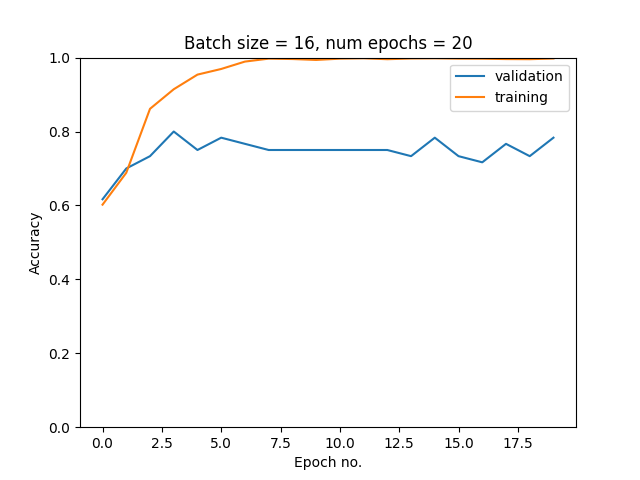 Batch size = 16, num epochs = 20
1.0
validation
training
0.8
0.6
0.4
0.2
0.0
Accuracy
0.0 2.5 5.0 7.5 10.0 12.5 15.0 17.5
Epoch no.